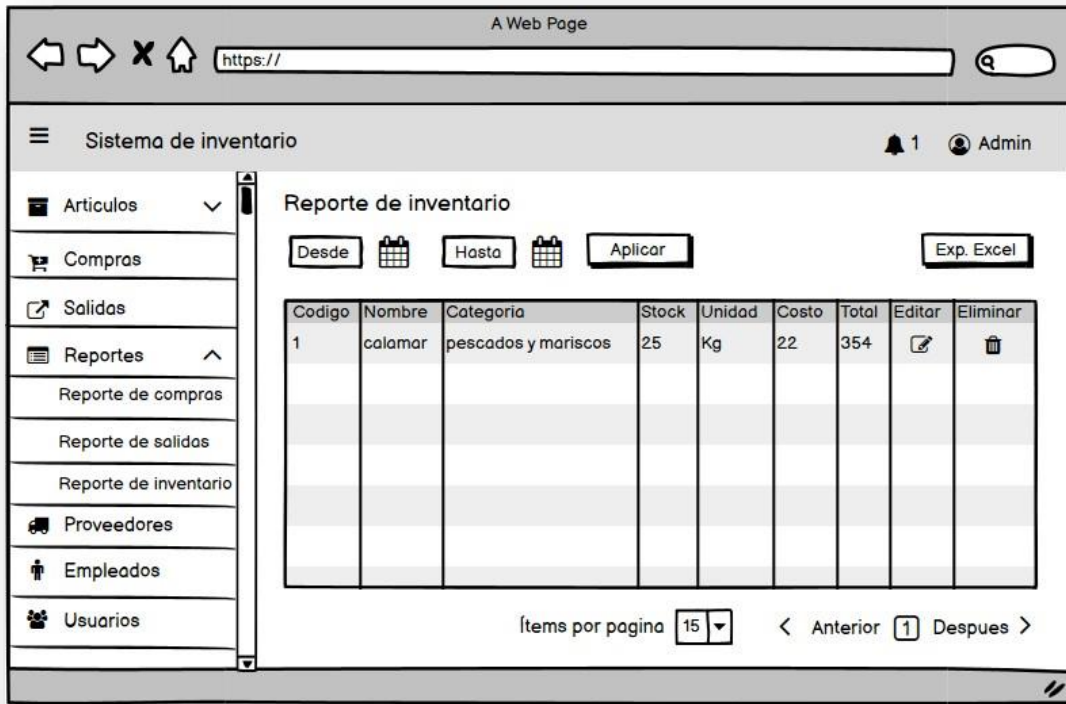 A Web Page
https://
Sistema de inventario
1 Admin
Articulos
Compras
Salidas
Reportes
Reporte de compras
Reporte de salidas
Reporte de inventario
Proveedores
Empleados
Usuarios
Reporte de inventario
Desde Hasta Aplicar Exp. Excel
Codigo Nombre Categoria Stock Unidad Costo Total Editar Eliminar
1 calamar pescados y mariscos 25 Kg 22 354
Ítems por pagina 15 Anterior 1 Despues